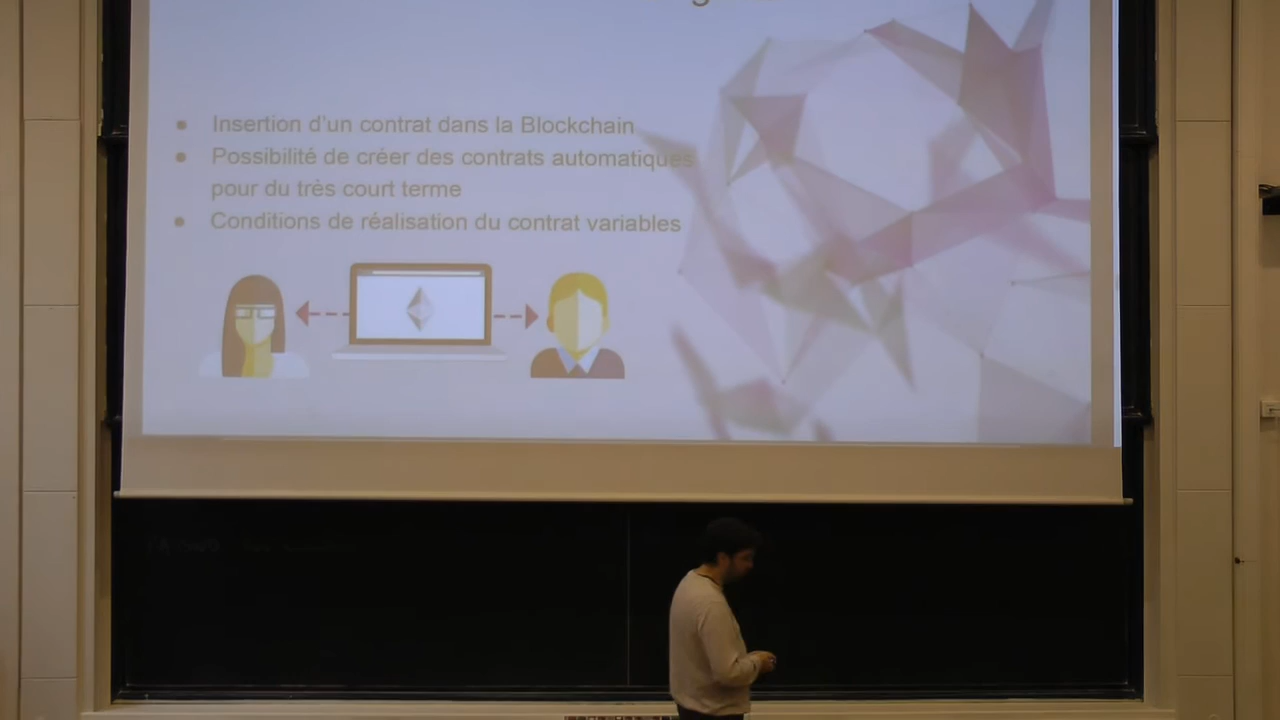 ● Insertion d'un contrat dans la Blockchain
● Possibilité de créer des contrats automatiques
pour du très court terme
● Conditions de réalisation du contrat variables